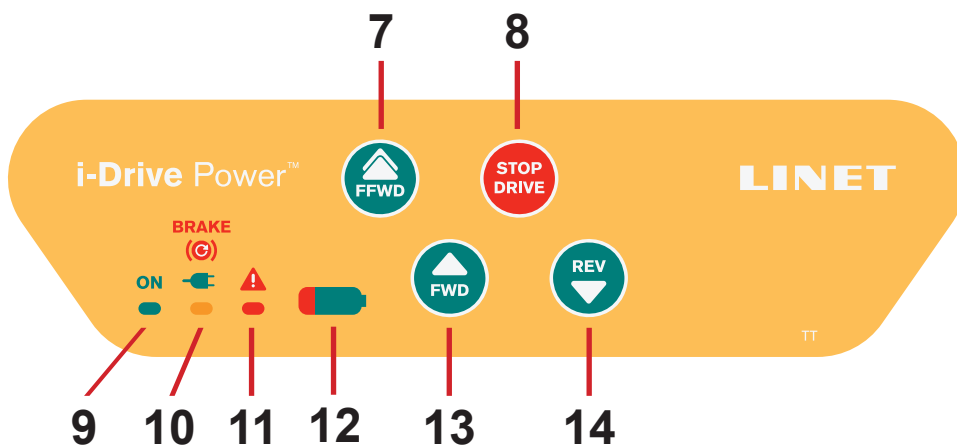 7 8
i-Drive Power™
FFWD
STOP
DRIVE
LINET
BRAKE
ON
FWD
REV
TT
9 10 11 12 13 14